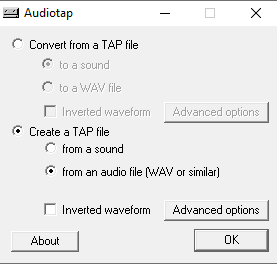 Audiotap
Convert from a TAP file
to a sound
to a WAV file
Inverted waveform Advanced options
Create a TAP file
from a sound
from an audio file (WAV or similar)
Inverted waveform Advanced options
About OK